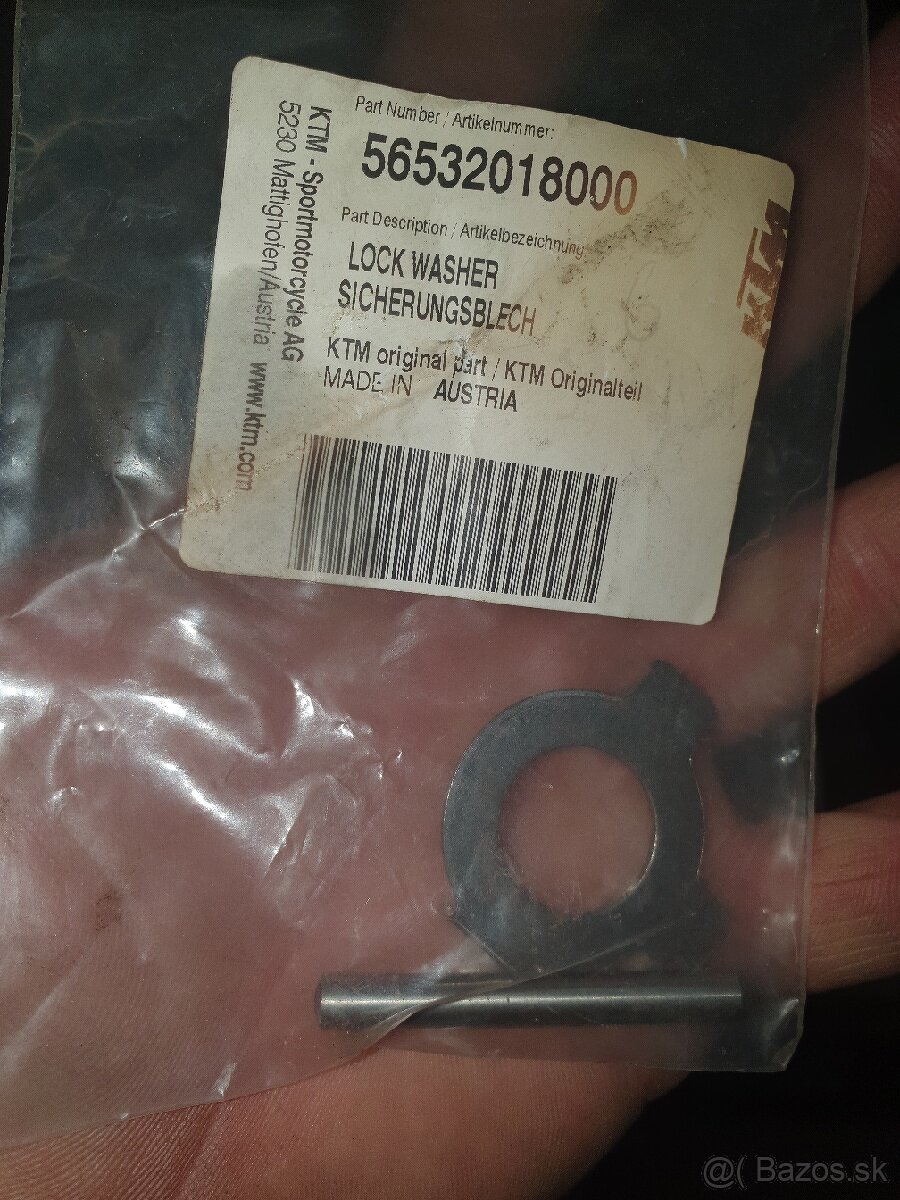 Part Number / Artikelnummer:
56532018000
Part Description / Artikelbezeichnung
LOCK WASHER
SICHERUNGSBLECH
KTM original part / KTM Originalteil
MADE IN AUSTRIA
KTM - Sportmotorcycle AG
5230 Mattighofen/Austria www.ktm.com
KTM
@( Bazos.sk